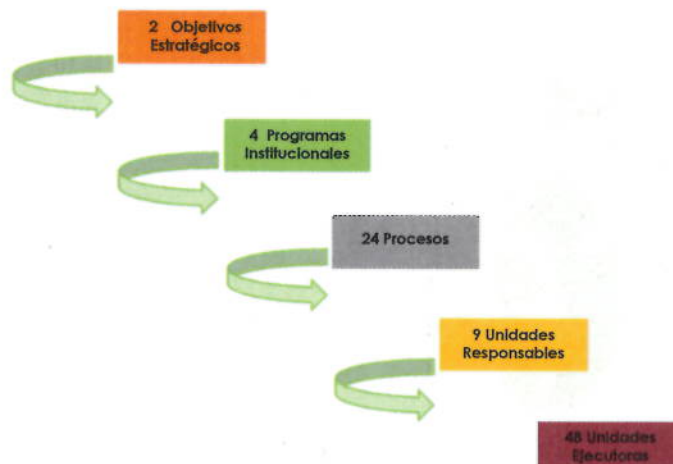 2 Objetivos
Estratégicos
4 Programas
Institucionales
24 Procesos
9 Unidades
Responsables
48 Unidades
Ejecutoras